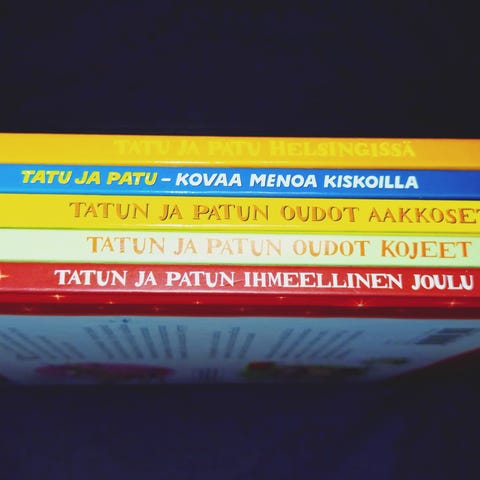 TATU JA PATU HELSINGISSÄ
TATU JA PATU – KOVAA MENOA KISKOILLA
TATUN JA PATUN OUDOT AAKKOSET
TATUN JA PATUN OUDOT KOJEET
TATUN JA PATUN IHMEELLINEN JOULU